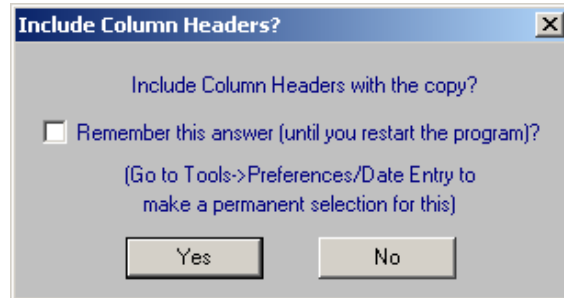 Include Column Headers?
Include Column Headers with the copy?
Remember this answer (until you restart the program)?
(Go to Tools->Preferences/Date Entry to
make a permanent selection for this)
Yes No